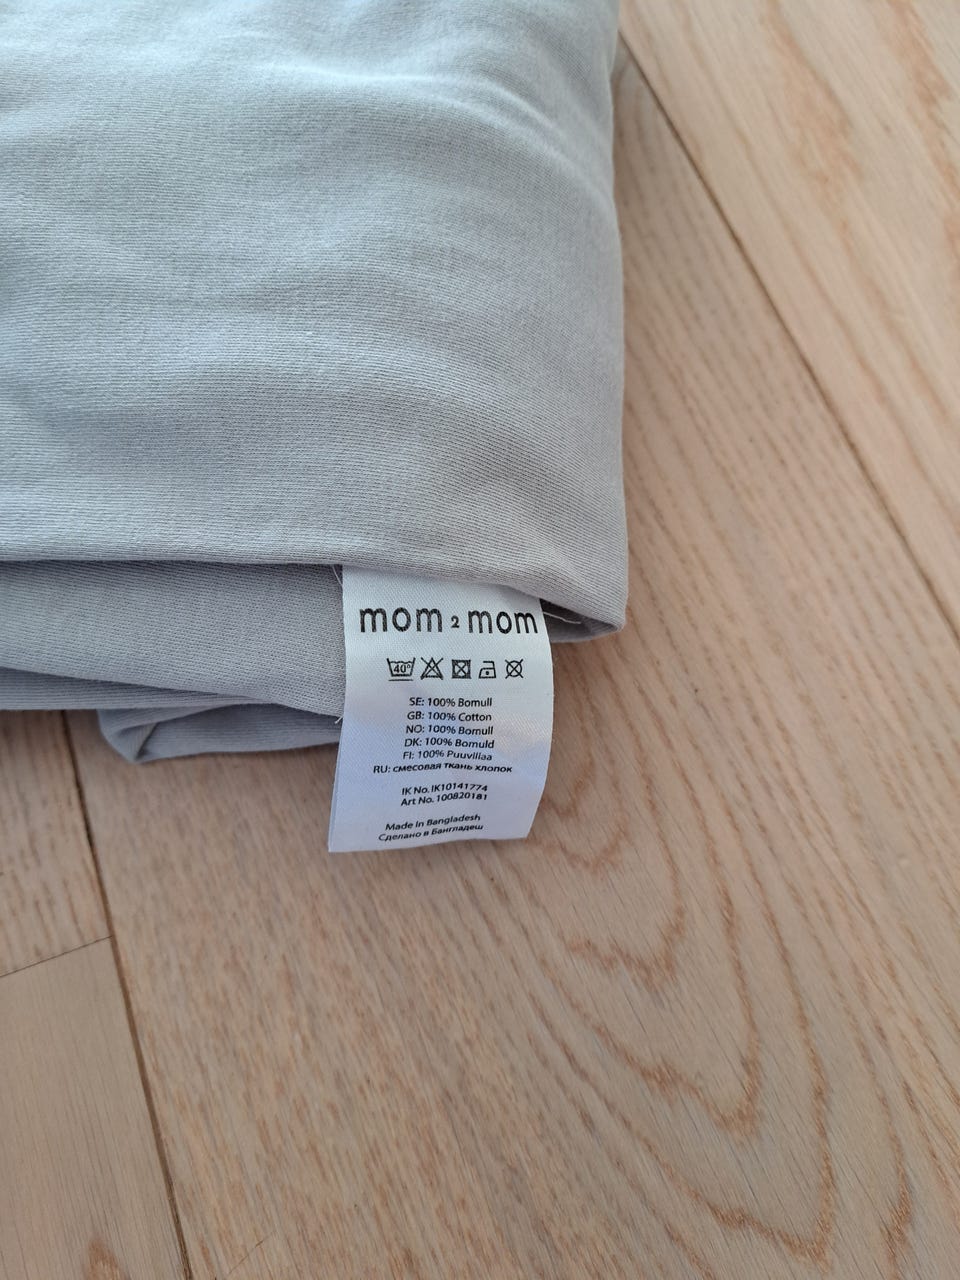 mom 2 mom
40°
SE: 100% Bomull
GB: 100% Cotton
NO: 100% Bomull
DK: 100% Bomuld
FI: 100% Puuvillaa
RU: смесовая ткань хлопок
IK No. IK10141774
Art No. 100820181
Made in Bangladesh
Сделано в Бангладеш